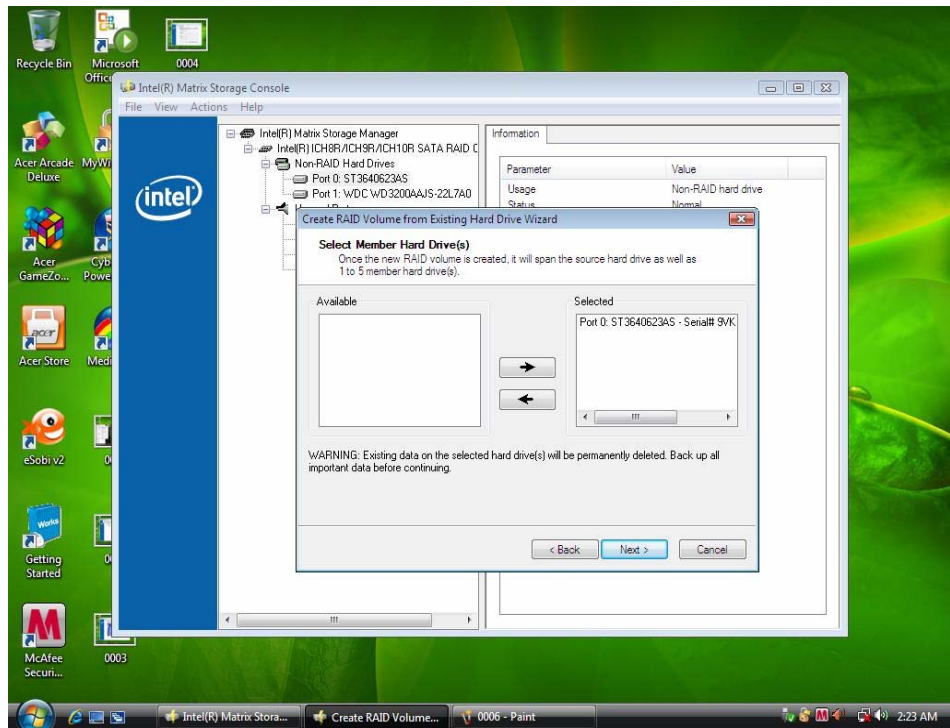 Recycle Bin
Microsoft
Office
0004
Acer Arcade
Deluxe
MyWi
Acer
GameZo...
Cyb
Powe
acer
Acer Store
Medi
eSobi v2
Works
Getting
Started
McAfee
Securi...
0003
Intel(R) Matrix Storage Console
File View Actions Help
intel
Intel(R) Matrix Storage Manager
Intel(R) ICH8R/ICH9R/ICH10R SATA RAID C
Non-RAID Hard Drives
Port 0: ST3640623AS
Port 1: WDC WD3200AAJS-22L7A0
Information
Parameter Value
Usage Non-RAID hard drive
Status Normal
Create RAID Volume from Existing Hard Drive Wizard
Select Member Hard Drive(s)
Once the new RAID volume is created, it will span the source hard drive as well as
1 to 5 member hard drive(s).
Available
Selected
Port 0: ST3640623AS - Serial# 9VK
WARNING: Existing data on the selected hard drive(s) will be permanently deleted. Back up all
important data before continuing.
< Back Next > Cancel
Intel(R) Matrix Stora... Create RAID Volume... 0006 - Paint 2:23 AM